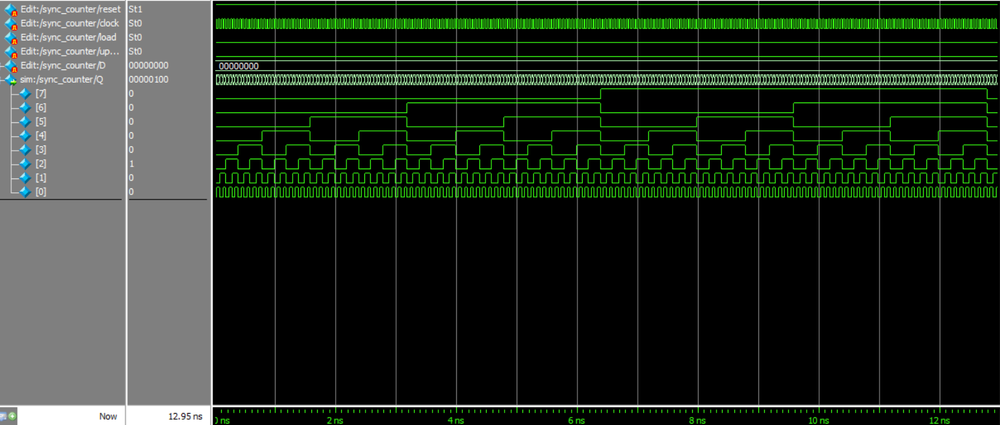 Edit:/sync_counter/reset St1
Edit:/sync_counter/clock St0
Edit:/sync_counter/load St0
Edit:/sync_counter/up... St0
Edit:/sync_counter/D 00000000 00000000
sim:/sync_counter/Q 00000100
[7] 0
[6] 0
[5] 0
[4] 0
[3] 0
[2] 1
[1] 0
[0] 0
Now 12.95 ns
0 ns 2 ns 4 ns 6 ns 8 ns 10 ns 12 ns